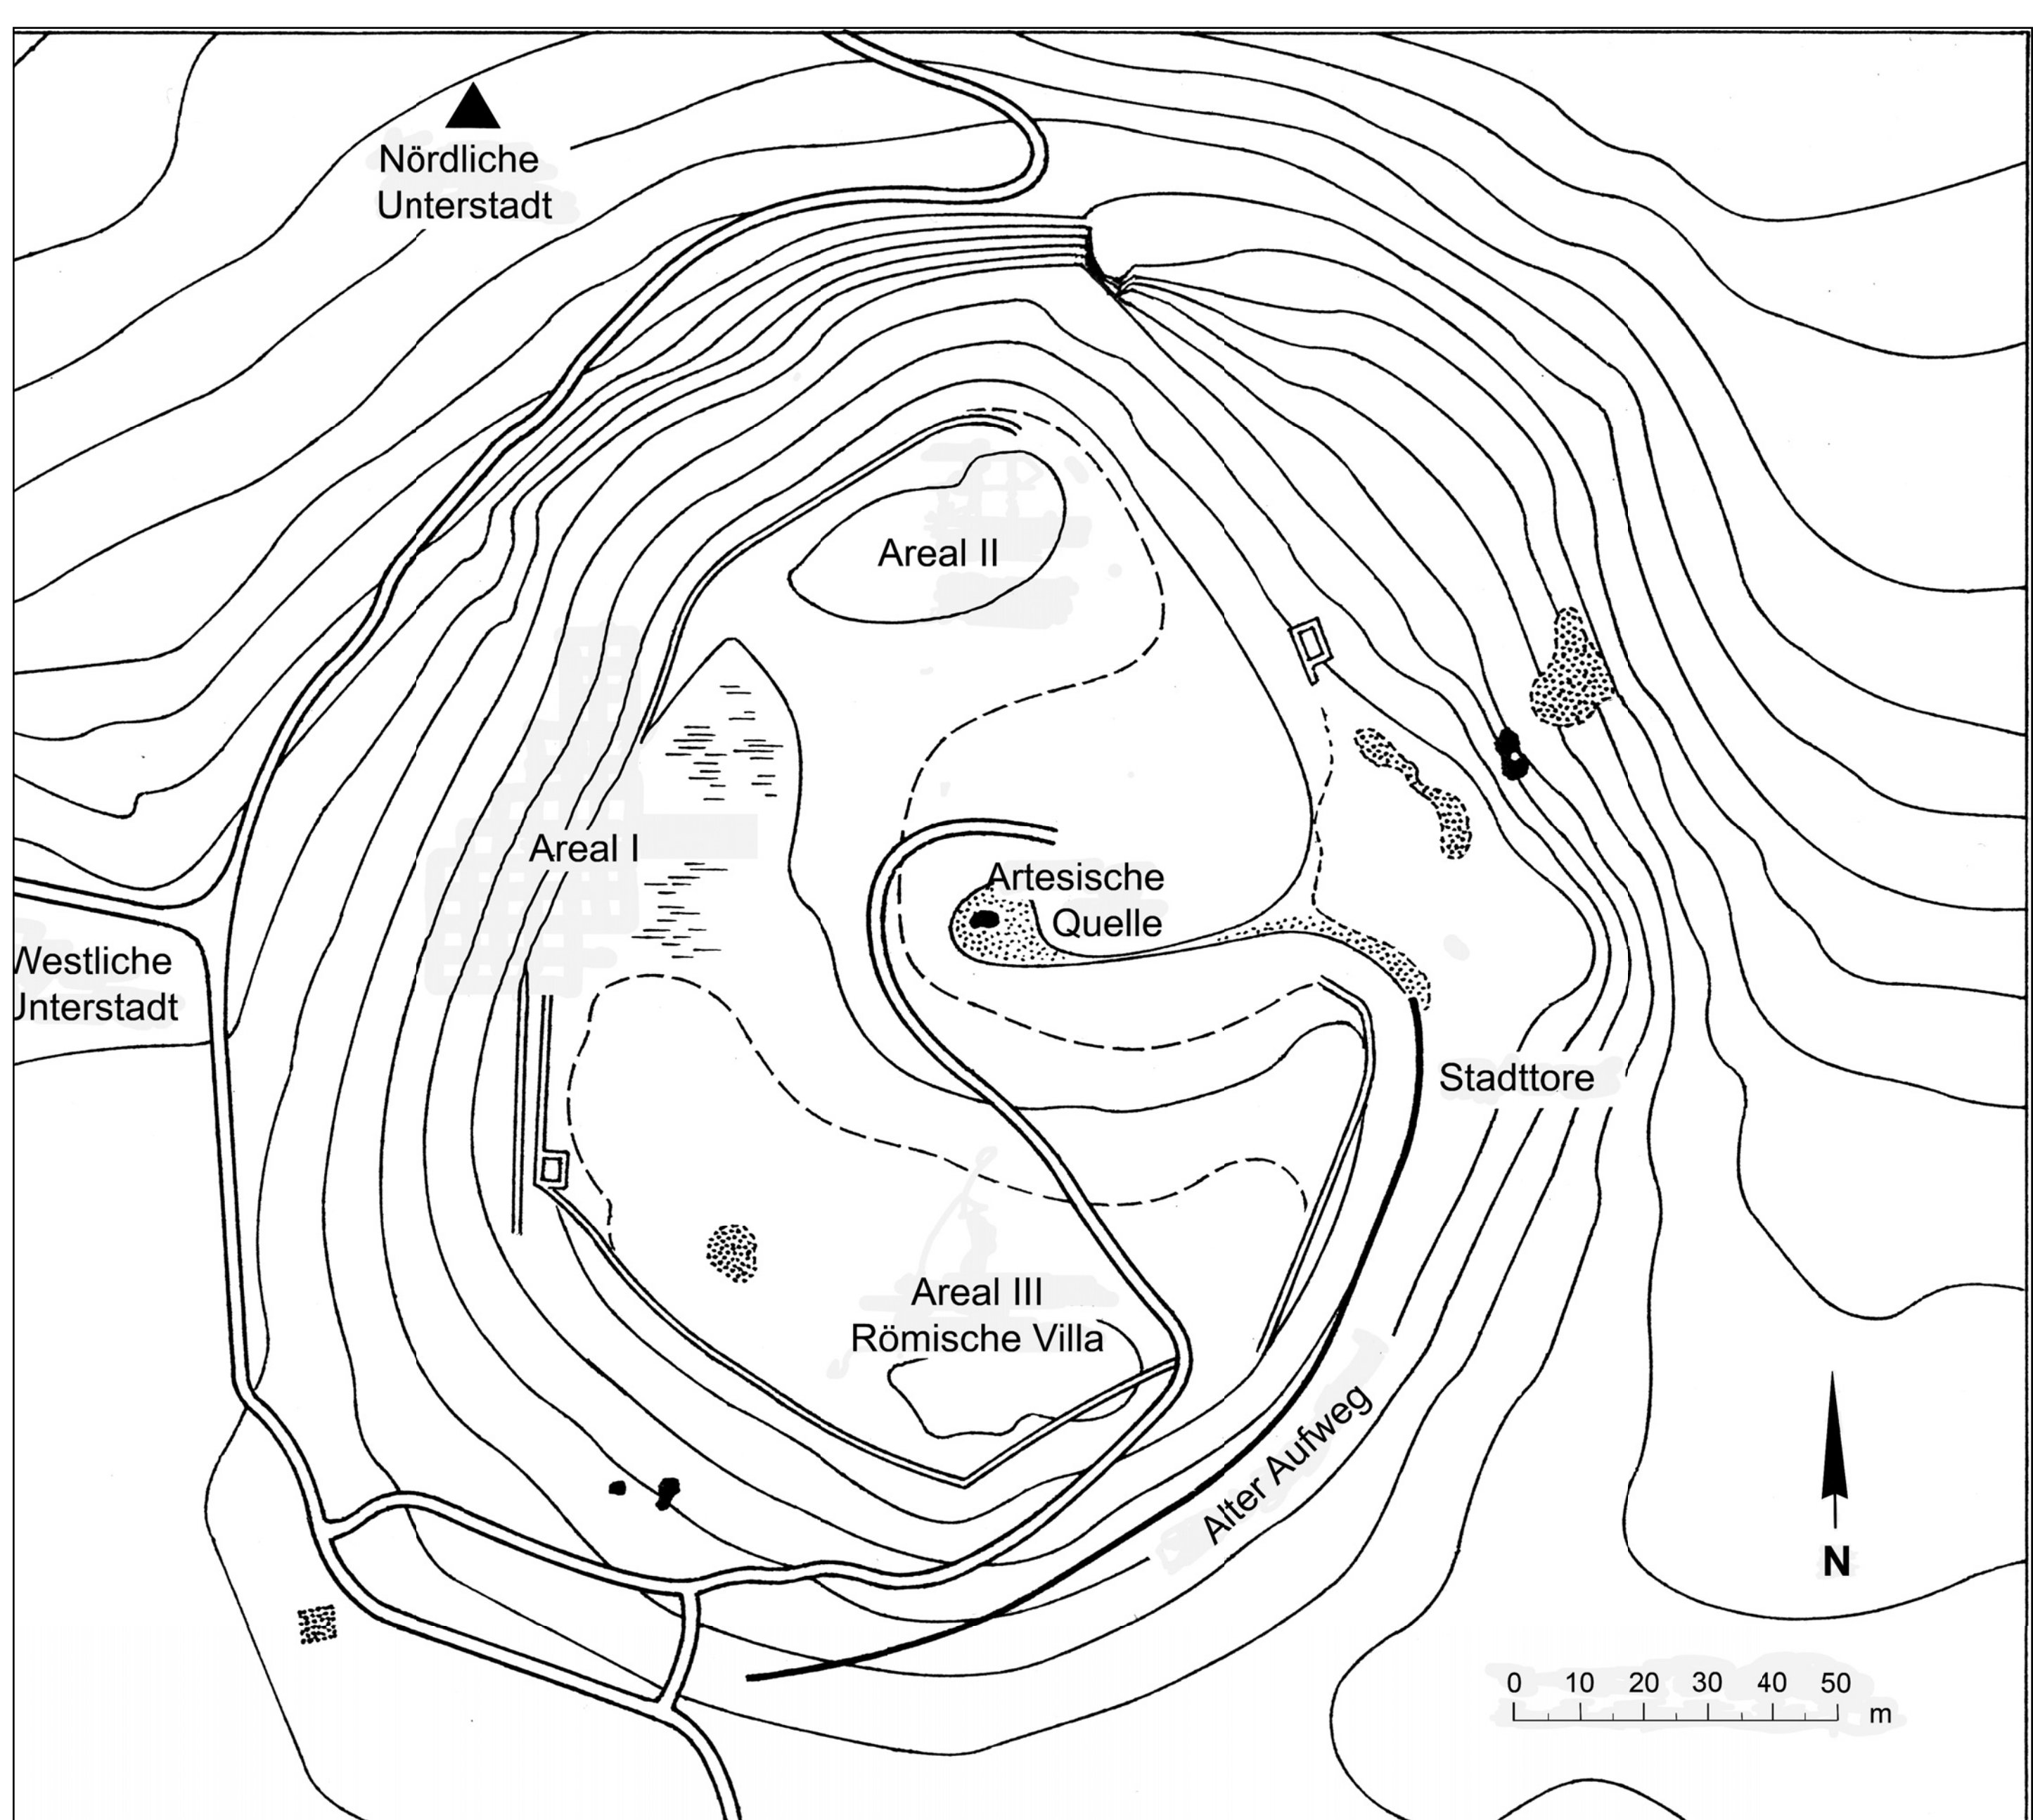 Nördliche
Unterstadt
Areal II
Areal I
Artesische
Quelle
Westliche
Unterstadt
Stadttore
Areal III
Römische Villa
Alter Aufweg
N
0 10 20 30 40 50
m